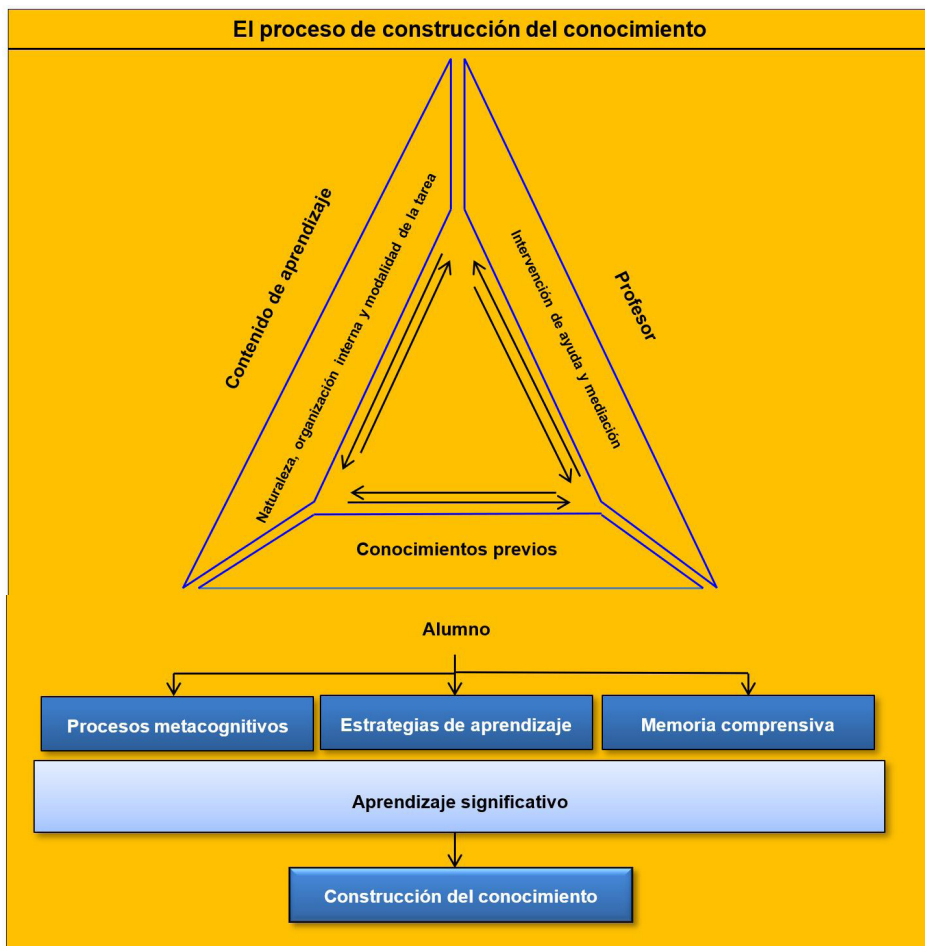 El proceso de construcción del conocimiento
Contenido de aprendizaje
Naturaleza, organización interna y modalidad de la tarea
Intervención de ayuda y mediación
Profesor
Conocimientos previos
Alumno
Procesos metacognitivos
Estrategias de aprendizaje
Memoria comprensiva
Aprendizaje significativo
Construcción del conocimiento